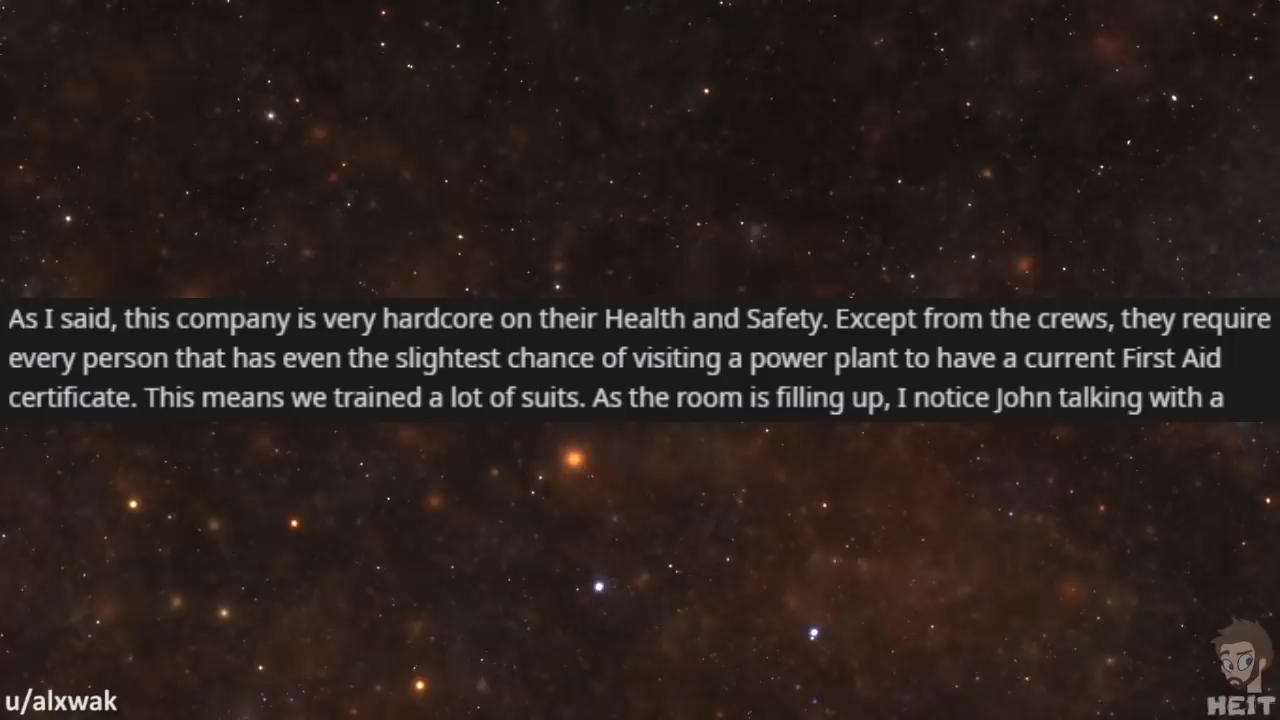 As I said, this company is very hardcore on their Health and Safety. Except from the crews, they require
every person that has even the slightest chance of visiting a power plant to have a current First Aid
certificate. This means we trained a lot of suits. As the room is filling up, I notice John talking with a
u/alxwak
HEIT